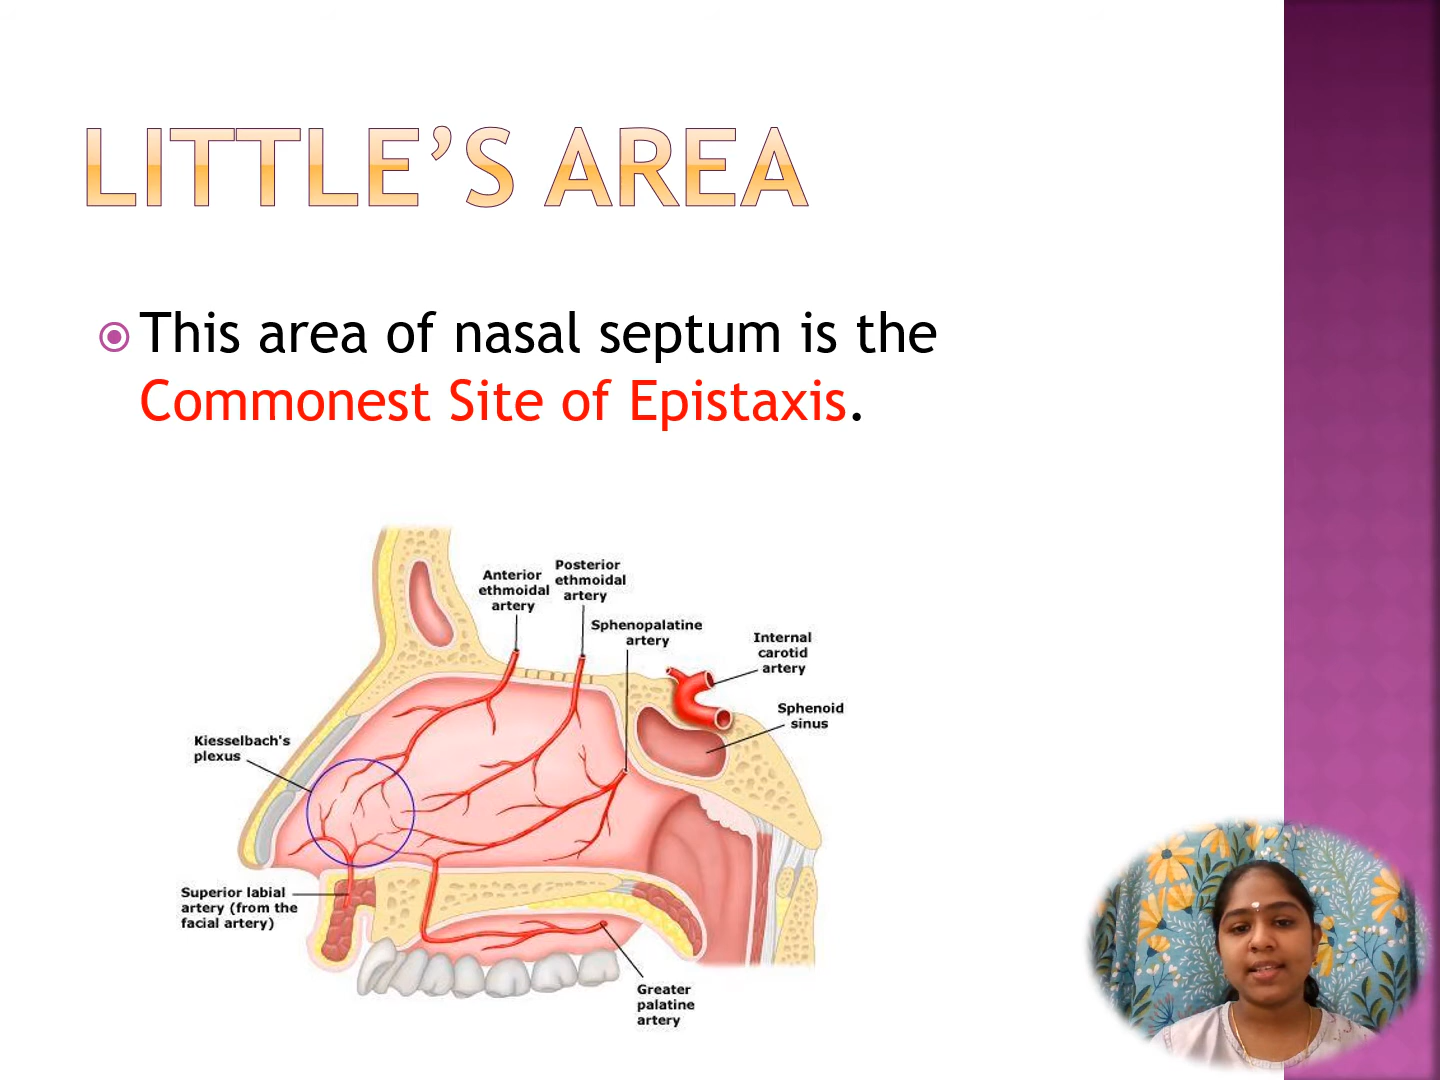 LITTLE’S AREA
This area of nasal septum is the
Commonest Site of Epistaxis.
Anterior
ethmoidal
artery
Posterior
ethmoidal
artery
Sphenopalatine
artery
Internal
carotid
artery
Sphenoid
sinus
Kiesselbach's
plexus
Superior labial
artery (from the
facial artery)
Greater
palatine
artery